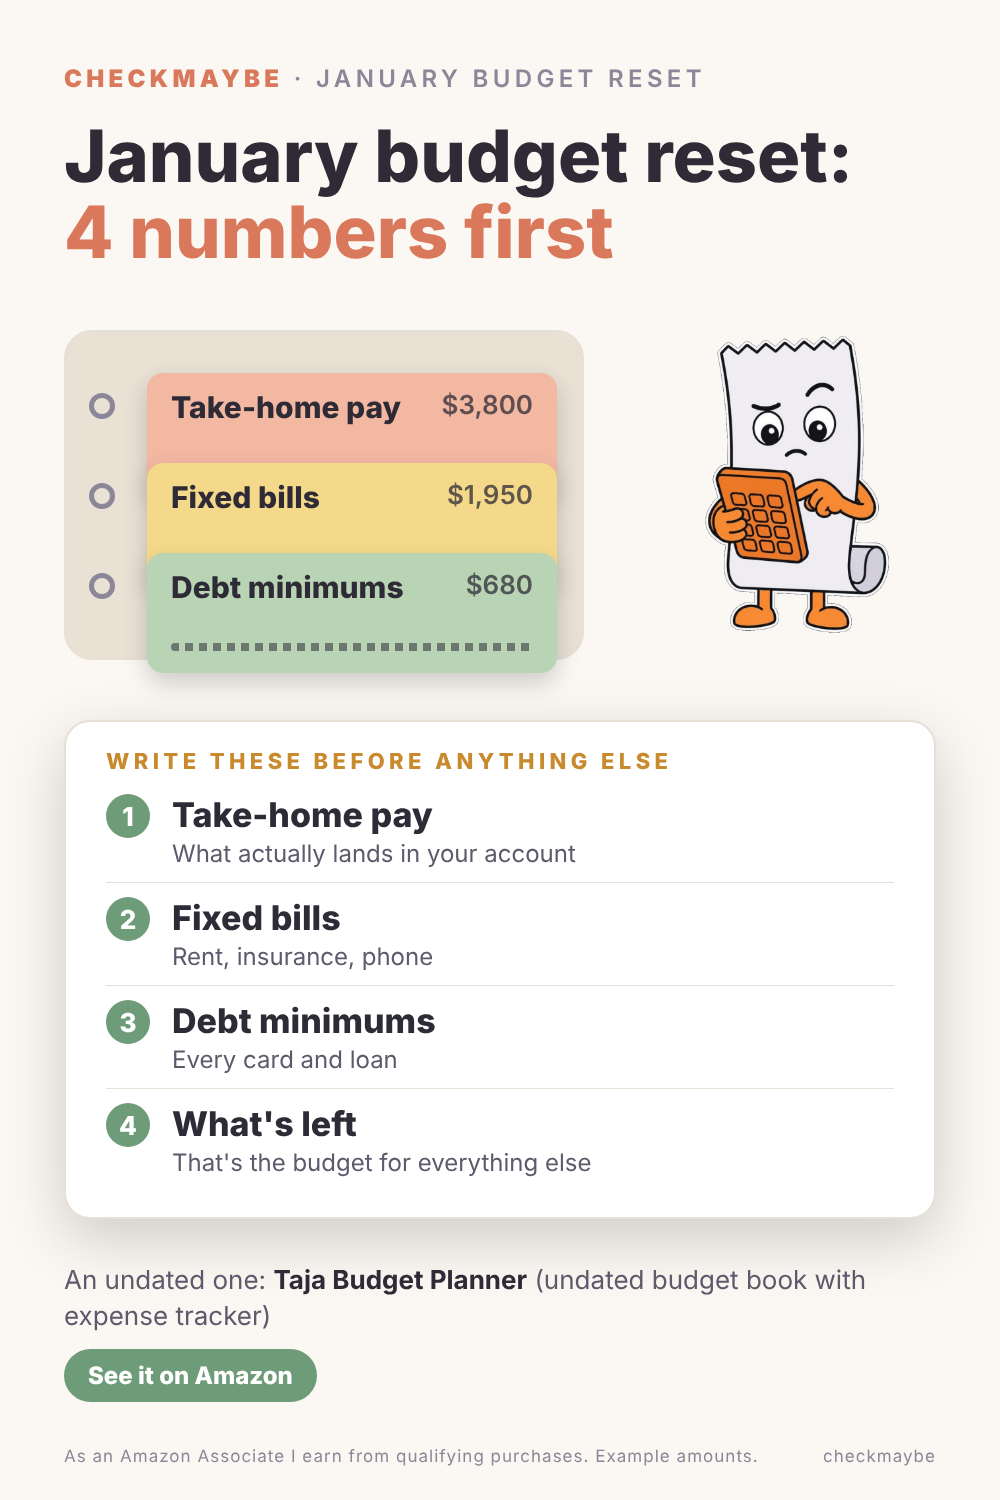 CHECKMAYBE · JANUARY BUDGET RESET
January budget reset:
4 numbers first
Take-home pay $3,800
Fixed bills $1,950
Debt minimums $680
WRITE THESE BEFORE ANYTHING ELSE
1 Take-home pay
What actually lands in your account
2 Fixed bills
Rent, insurance, phone
3 Debt minimums
Every card and loan
4 What's left
That's the budget for everything else
An undated one: Taja Budget Planner (undated budget book with
expense tracker)
See it on Amazon
As an Amazon Associate I earn from qualifying purchases. Example amounts. checkmaybe